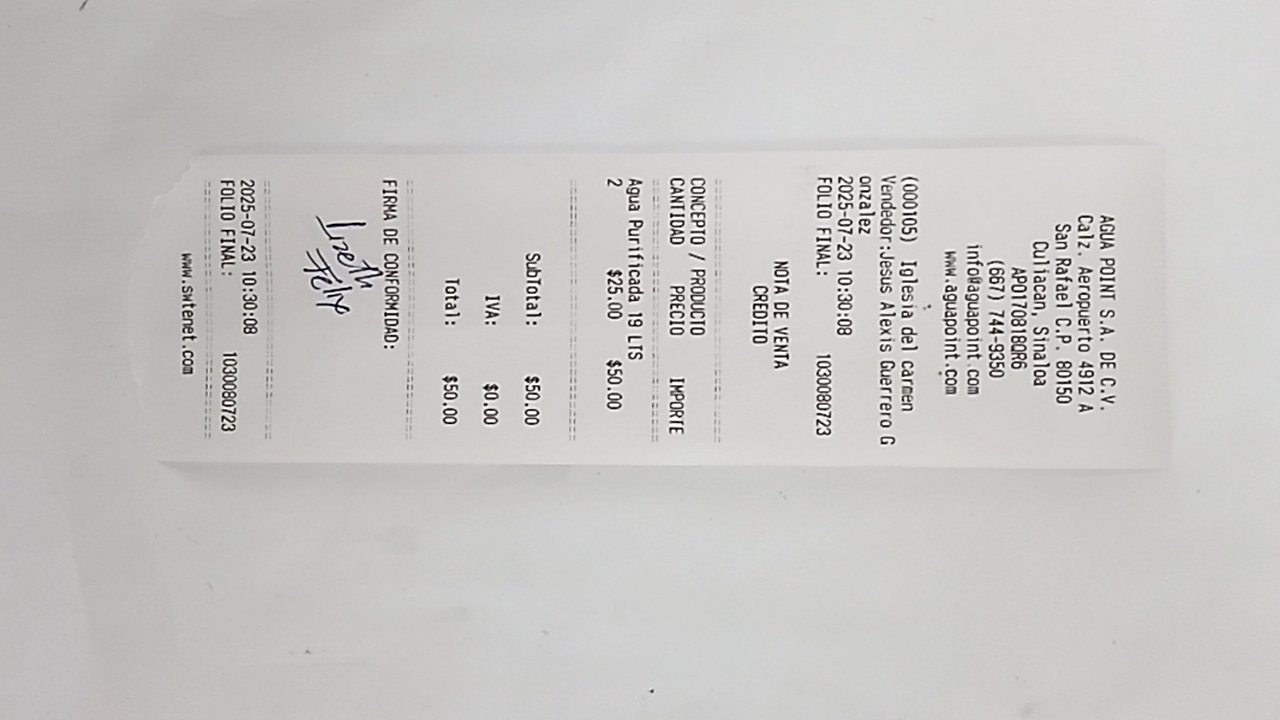 AGUA POINT S.A. DE C.V.
Calz. Aeropuerto 4912 A
San Rafael C.P. 80150
Culiacan, Sinaloa
APO170818QR6
(667) 744-9350
info@aguapoint.com
www.aguapoint.com
(000105) Iglesia del carmen
Vendedor:Jesus Alexis Guerrero G
onzalez
2025-07-23 10:30:08
FOLIO FINAL: 1030080723
NOTA DE VENTA
CREDITO
CONCEPTO / PRODUCTO
CANTIDAD PRECIO IMPORTE
Agua Purificada 19 LTS
2 $25.00 $50.00
SubTotal: $50.00
IVA: $0.00
Total: $50.00
FIRMA DE CONFORMIDAD:
Lizeth
Felix
2025-07-23 10:30:08
FOLIO FINAL: 1030080723
www.swtenet.com